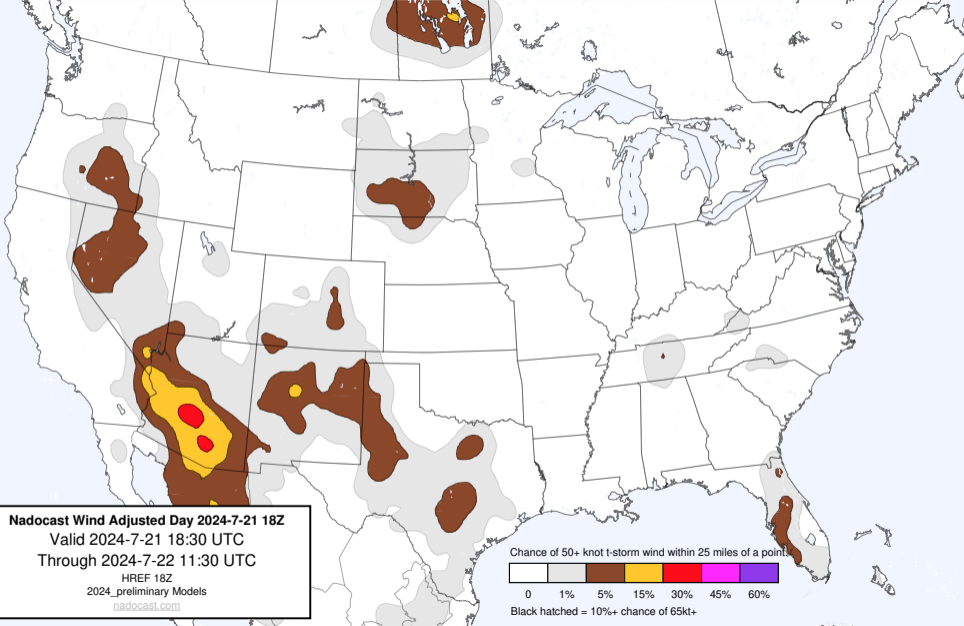 Nadocast Wind Adjusted Day 2024-7-21 18Z
Valid 2024-7-21 18:30 UTC
Through 2024-7-22 11:30 UTC
HREF 18Z
2024_preliminary Models
nadocast.com
Chance of 50+ knot t-storm wind within 25 miles of a point.
0 1% 5% 15% 30% 45% 60%
Black hatched = 10%+ chance of 65kt+